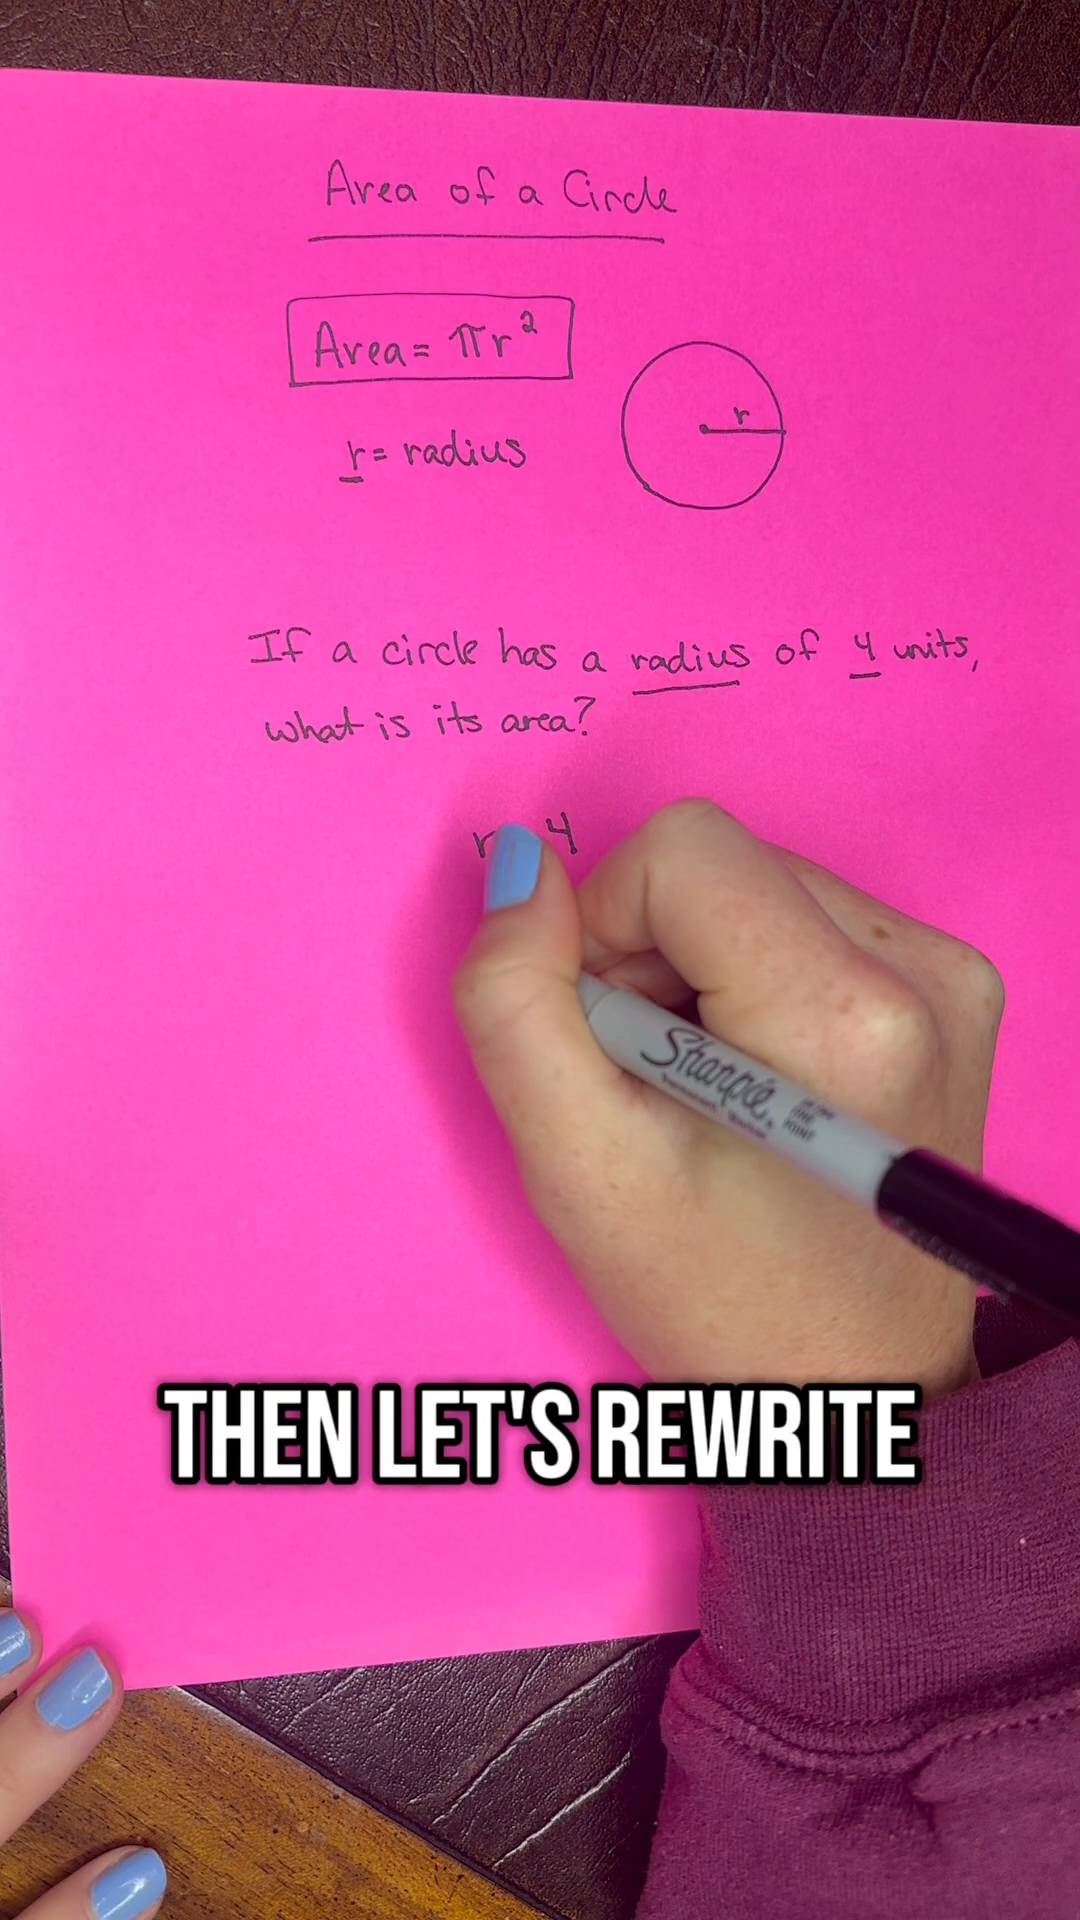 Area of a Circle
Area = πr²
r
r = radius
If a circle has a radius of 4 units,
what is its area?
r 4
Sharpie
THEN LET'S REWRITE